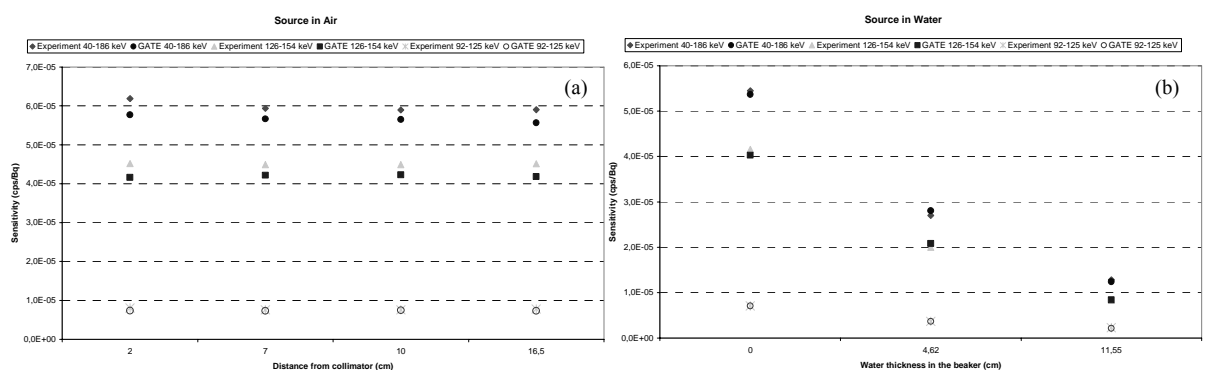 Source in Air
Experiment 40-186 keV GATE 40-186 keV Experiment 126-154 keV GATE 126-154 keV Experiment 92-125 keV GATE 92-125 keV
7,0E-05
6,0E-05
5,0E-05
4,0E-05
3,0E-05
2,0E-05
1,0E-05
0,0E+00
Sensitivity (cps/Bq)
(a)
2 7 10 16,5
Distance from collimator (cm)
Source in Water
Experiment 40-186 keV GATE 40-186 keV Experiment 126-154 keV GATE 126-154 keV Experiment 92-125 keV GATE 92-125 keV
6,0E-05
5,0E-05
4,0E-05
3,0E-05
2,0E-05
1,0E-05
0,0E+00
Sensitivity (cps/Bq)
(b)
0 4,62 11,55
Water thickness in the beaker (cm)